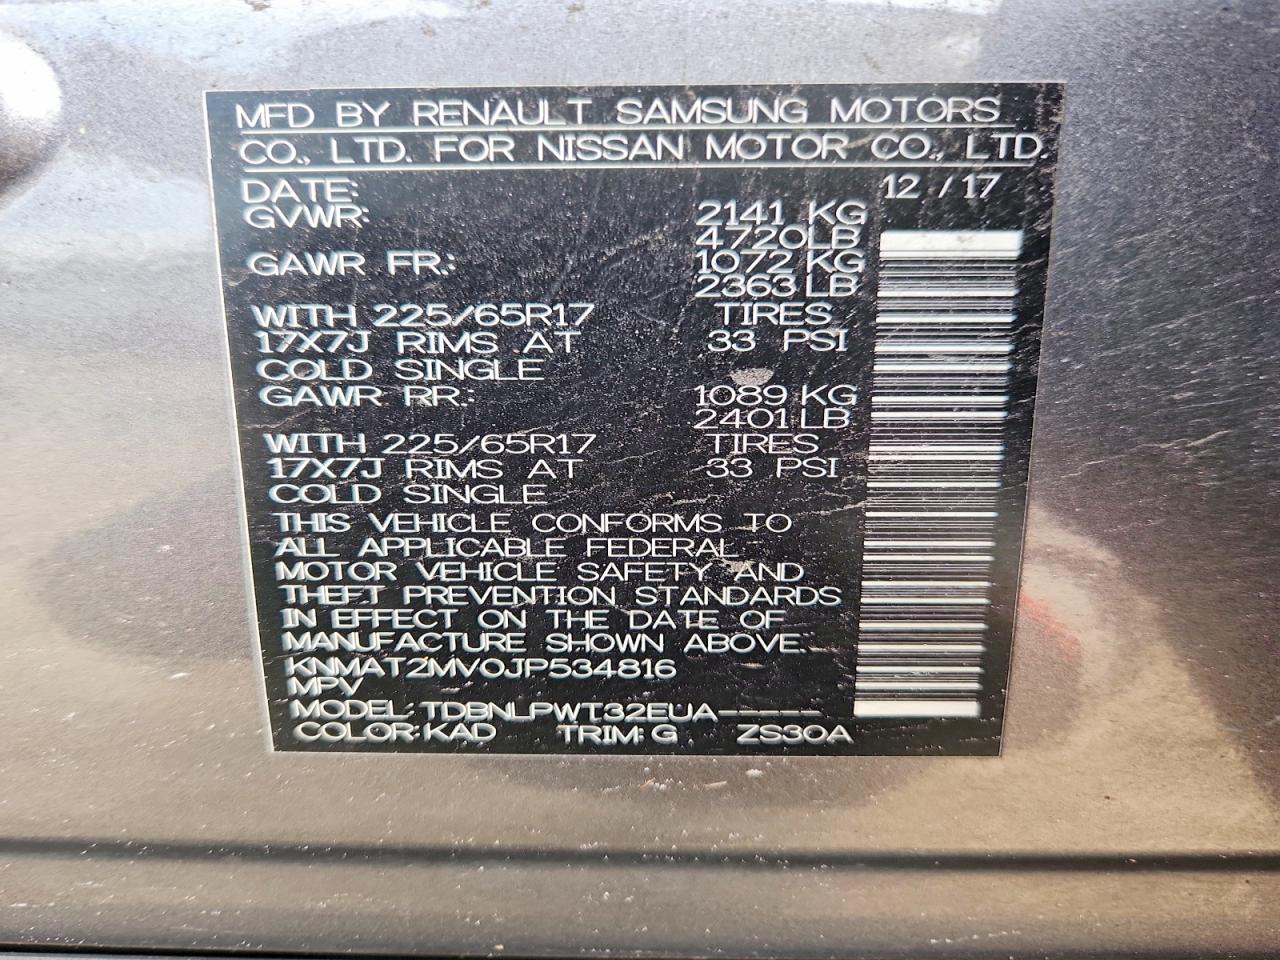 MFD BY RENAULT SAMSUNG MOTORS
CO., LTD. FOR NISSAN MOTOR CO., LTD.
DATE: 12 / 17
GVWR: 2141 KG
4720LB
GAWR FR.: 1072 KG
2363 LB
WITH 225/65R17 TIRES
17X7J RIMS AT 33 PSI
COLD SINGLE
GAWR RR.: 1089 KG
2401LB
WITH 225/65R17 TIRES
17X7J RIMS AT 33 PSI
COLD SINGLE
THIS VEHICLE CONFORMS TO
ALL APPLICABLE FEDERAL
MOTOR VEHICLE SAFETY AND
THEFT PREVENTION STANDARDS
IN EFFECT ON THE DATE OF
MANUFACTURE SHOWN ABOVE.
KNMAT2MV0JP534816
MPV
MODEL: TDBNLPWT32EUA-----
COLOR: KAD TRIM: G ZS30A